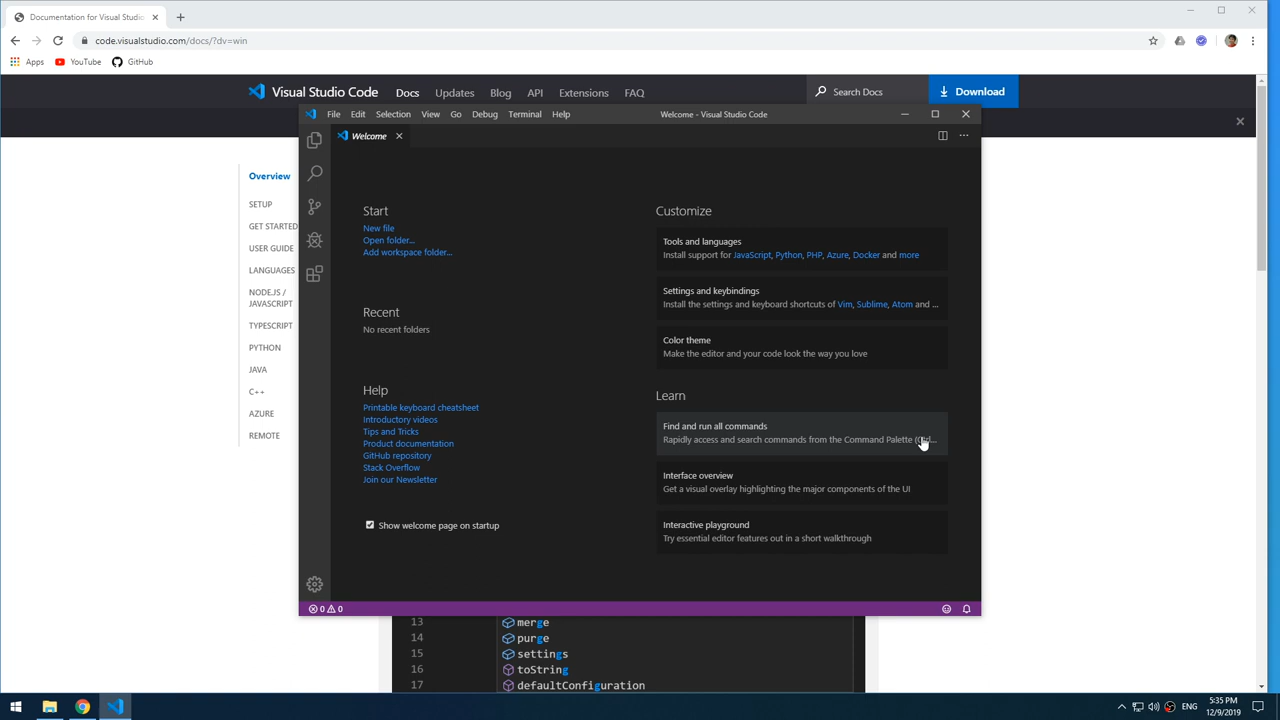 Documentation for Visual Studio
code.visualstudio.com/docs/?dv=win
Apps YouTube GitHub
Visual Studio Code Docs Updates Blog API Extensions FAQ Search Docs Download
File Edit Selection View Go Debug Terminal Help Welcome - Visual Studio Code
Welcome
Overview
SETUP
GET STARTED
USER GUIDE
LANGUAGES
NODE.JS /
JAVASCRIPT
TYPESCRIPT
PYTHON
JAVA
C++
AZURE
REMOTE
Start
New file
Open folder...
Add workspace folder...
Recent
No recent folders
Help
Printable keyboard cheatsheet
Introductory videos
Tips and Tricks
Product documentation
GitHub repository
Stack Overflow
Join our Newsletter
Show welcome page on startup
Customize
Tools and languages
Install support for JavaScript, Python, PHP, Azure, Docker and more
Settings and keybindings
Install the settings and keyboard shortcuts of Vim, Sublime, Atom and ...
Color theme
Make the editor and your code look the way you love
Learn
Find and run all commands
Rapidly access and search commands from the Command Palette
Interface overview
Get a visual overlay highlighting the major components of the UI
Interactive playground
Try essential editor features out in a short walkthrough
0 0
13 merge
14 purge
15 settings
16 toString
17 defaultConfiguration
ENG
5:35 PM
12/9/2019